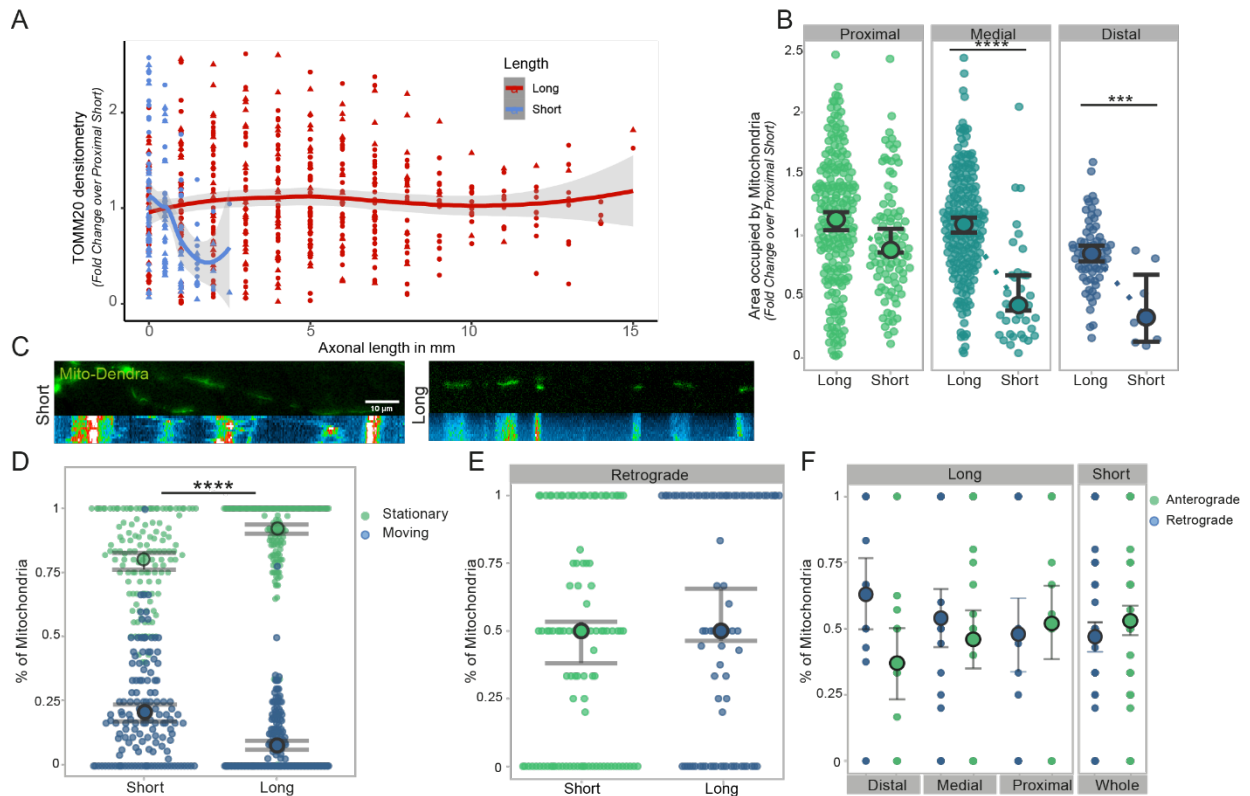 A
TOMM20 densitometry
(Fold Change over Proximal Short)
2
1
0
Length
Long
Short
0
5
10
15
Axonal length in mm
B
Proximal
Medial
Distal
****
***
Area occupied by Mitochondria
(Fold Change over Proximal Short)
2.5
2
1.5
1
0.5
0
Long
Short
Long
Short
Long
Short
C
Short
Mito-Déndra
10 µm
Long
D
****
% of Mitochondria
1
0.75
0.5
0.25
0
Short
Long
Stationary
Moving
E
Retrograde
% of Mitochondria
1
0.75
0.5
0.25
0
Short
Long
F
Long
Short
% of Mitochondria
1
0.75
0.5
0.25
0
Distal
Medial
Proximal
Whole
Anterograde
Retrograde